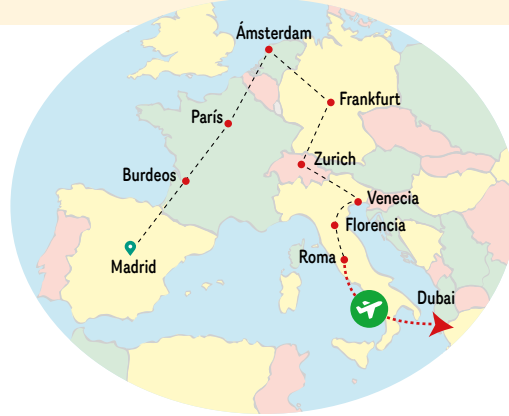 Ámsterdam
Frankfurt
París
Zurich
Burdeos
Venecia
Florencia
Roma
Madrid
Dubai